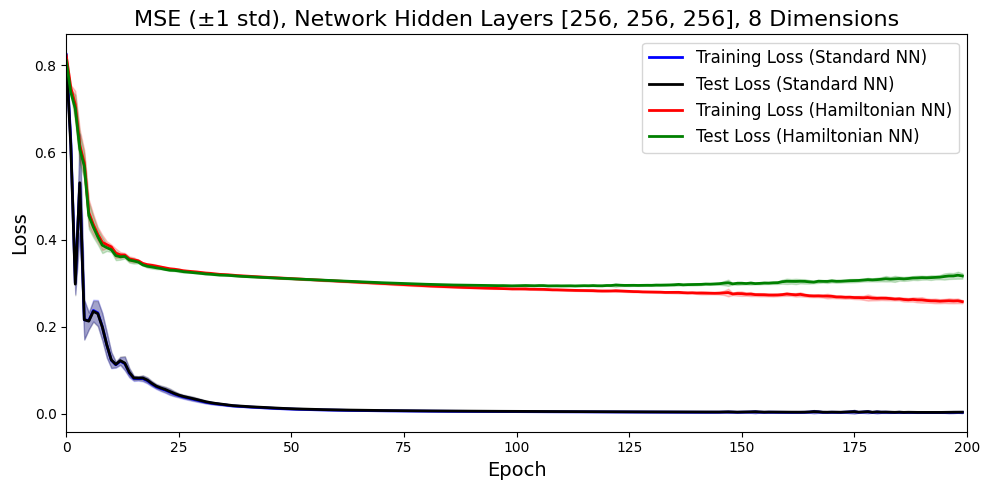 MSE (±1 std), Network Hidden Layers [256, 256, 256], 8 Dimensions
Training Loss (Standard NN)
Test Loss (Standard NN)
Training Loss (Hamiltonian NN)
Test Loss (Hamiltonian NN)
Loss
0.8
0.6
0.4
0.2
0.0
0 25 50 75 100 125 150 175 200
Epoch